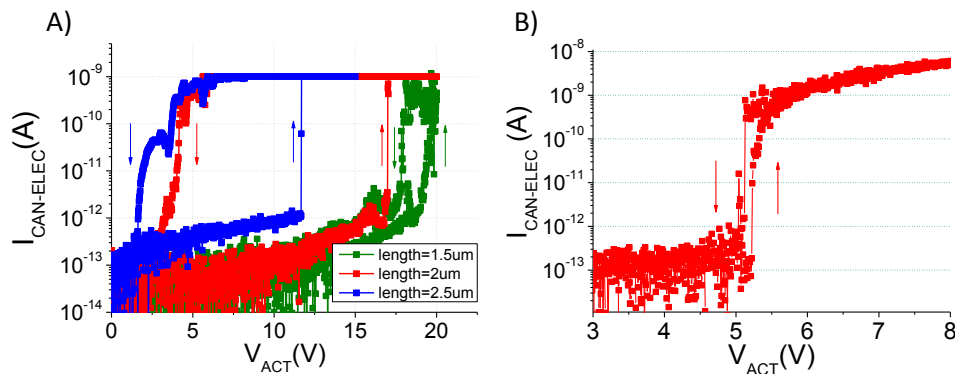 A)
B)
I_CAN-ELEC(A)
10^-9
10^-10
10^-11
10^-12
10^-13
10^-14
0 5 10 15 20
V_ACT(V)
length=1.5um
length=2um
length=2.5um
I_CAN-ELEC(A)
10^-8
10^-9
10^-10
10^-11
10^-12
10^-13
3 4 5 6 7 8
V_ACT(V)